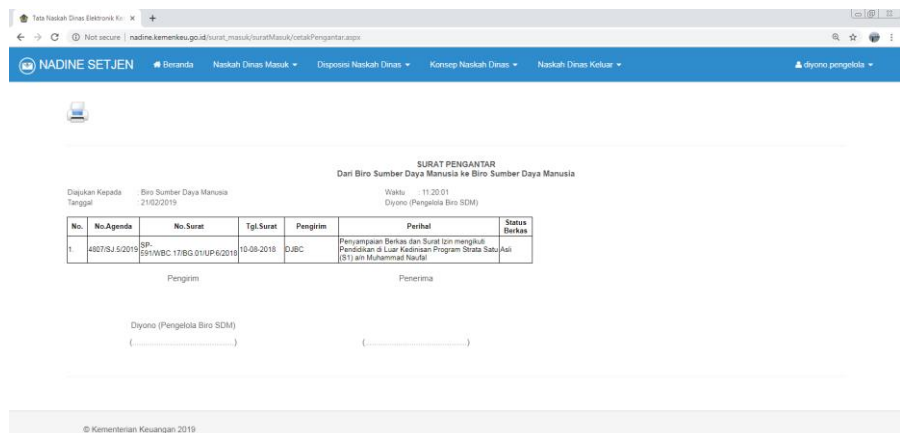 Tata Naskah Dinas Elektronik Ke
Not secure | nadine.kemenkeu.go.id/surat_masuk/suratMasuk/cetakPengantar.aspx
NADINE SETJEN Beranda Naskah Dinas Masuk Disposisi Naskah Dinas Konsep Naskah Dinas Naskah Dinas Keluar diyono pengelola
SURAT PENGANTAR
Dari Biro Sumber Daya Manusia ke Biro Sumber Daya Manusia
Diajukan Kepada : Biro Sumber Daya Manusia Waktu : 11:20:01
Tanggal : 21/02/2019 Diyono (Pengelola Biro SDM)
No. No.Agenda No.Surat Tgl.Surat Pengirim Perihal Status Berkas
1. 4807/SJ.5/2019 SP-591/WBC.17/BG.01/UP.6/2018 10-08-2018 DJBC Penyampaian Berkas dan Surat Izin mengikuti Pendidikan di Luar Kedinisan Program Strata Satu (S1) a/n Muhammad Naufal Asli
Pengirim Penerima
Diyono (Pengelola Biro SDM)
(........................................) (........................................)
© Kementerian Keuangan 2019